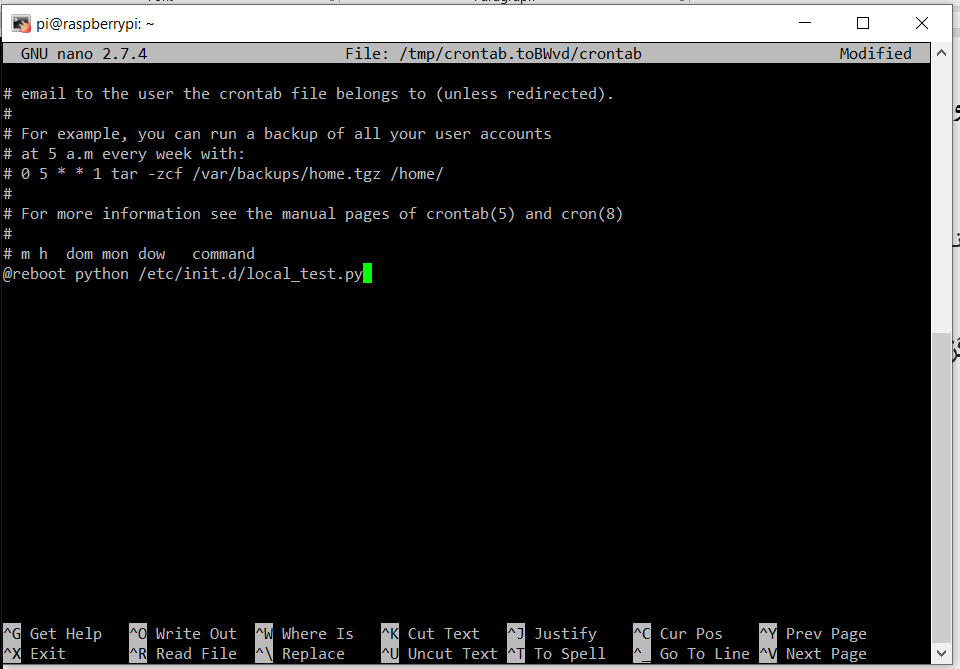 pi@raspberrypi: ~
GNU nano 2.7.4 File: /tmp/crontab.toBWvd/crontab Modified
# email to the user the crontab file belongs to (unless redirected).
#
# For example, you can run a backup of all your user accounts
# at 5 a.m every week with:
# 0 5 * * 1 tar -zcf /var/backups/home.tgz /home/
#
# For more information see the manual pages of crontab(5) and cron(8)
#
# m h  dom mon dow   command
@reboot python /etc/init.d/local_test.py
^G Get Help ^O Write Out ^W Where Is ^K Cut Text ^J Justify ^C Cur Pos ^Y Prev Page
^X Exit ^R Read File ^\ Replace ^U Uncut Text ^T To Spell ^_ Go To Line ^V Next Page